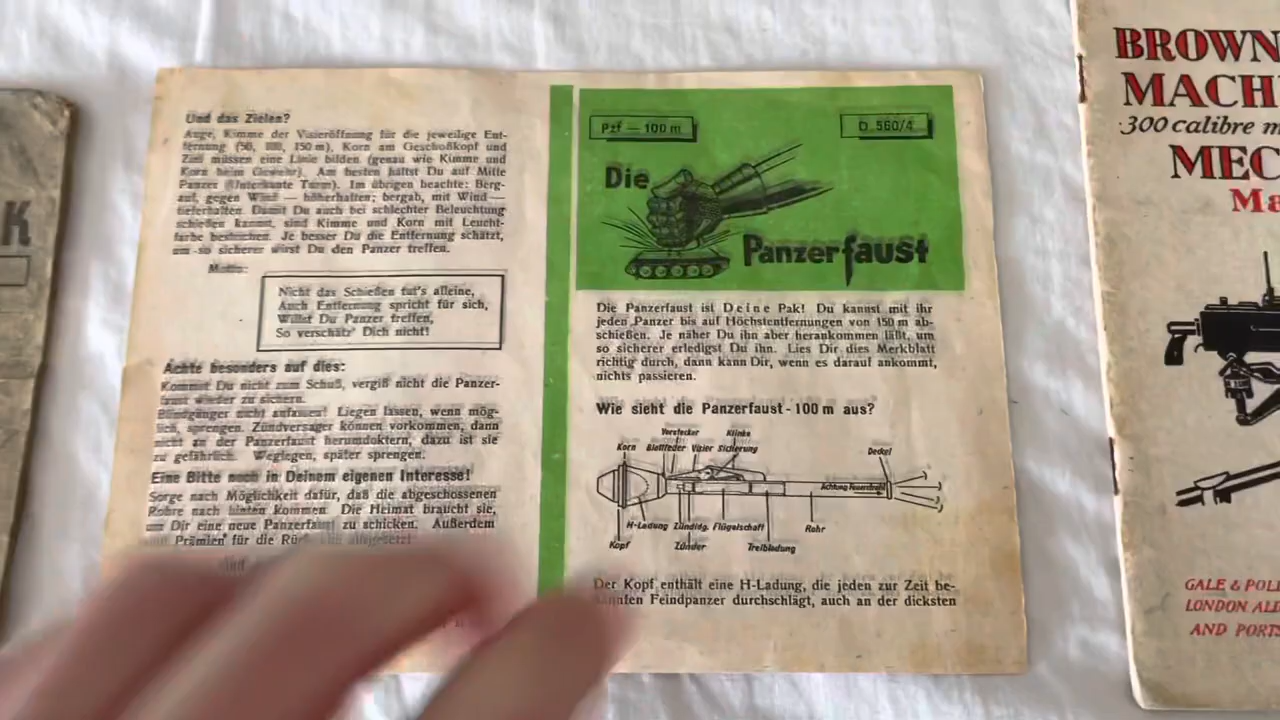 K
Und das Zielen?
Auge, Kimme der Visieröffnung für die jeweilige Ent-
fernung (50, 100, 150 m), Korn am Geschoßkopf und
Ziel müssen eine Linie bilden (genau wie Kimme und
Korn beim Gewehr). Am besten hältst Du auf Mitte
Panzer (Unterkante Turm). Im übrigen beachte: Berg-
auf, gegen Wind — höherhalten; bergab, mit Wind —
tieferhalten. Damit Du auch bei schlechter Beleuchtung
schießen kannst, sind Kimme und Korn mit Leucht-
farbe bestrichen. Je besser Du die Entfernung schätzt,
um so sicherer wirst Du den Panzer treffen.
Motto:
Nicht das Schießen tut's alleine,
Auch Entfernung spricht für sich,
Willst Du Panzer treffen,
So verschätz' Dich nicht!
Achte besonders auf dies:
Kommst Du nicht zum Schuß, vergiß nicht die Panzer-
faust wieder zu sichern.
Blindgänger nicht anfassen! Liegen lassen, wenn mög-
lich, sprengen. Zündversager können vorkommen, dann
nicht an der Panzerfaust herumdoktern, dazu ist sie
zu gefährlich. Weglegen, später sprengen.
Eine Bitte noch in Deinem eigenen Interesse!
Sorge nach Möglichkeit dafür, daß die abgeschossenen
Rohre nach hinten kommen. Die Heimat braucht sie,
um Dir eine neue Panzerfaust zu schicken. Außerdem
sind Prämien für die
Pzf — 100 m
D 560/4
Die
Panzerfaust
Die Panzerfaust ist Deine Pak! Du kannst mit ihr
jeden Panzer bis auf Höchstentfernungen von 150 m ab-
schießen. Je näher Du ihn aber herankommen läßt, um
so sicherer erledigst Du ihn. Lies Dir dies Merkblatt
richtig durch, dann kann Dir, wenn es darauf ankommt,
nichts passieren.
Wie sieht die Panzerfaust - 100 m aus?
Vorstecker Klinke
Korn Blattfeder Visier Sicherung Deckel
Achtung Feuerstrahl
H-Ladung Zündldg. Flügelschaft Rohr
Kopf Zünder Treibladung
Der Kopf enthält eine H-Ladung, die jeden zur Zeit be-
kannten Feindpanzer durchschlägt, auch an der dicksten
BROWN
MACH
.300 calibre m
MEC
Ma
GALE & POL
LONDON. ALD
AND PORTS